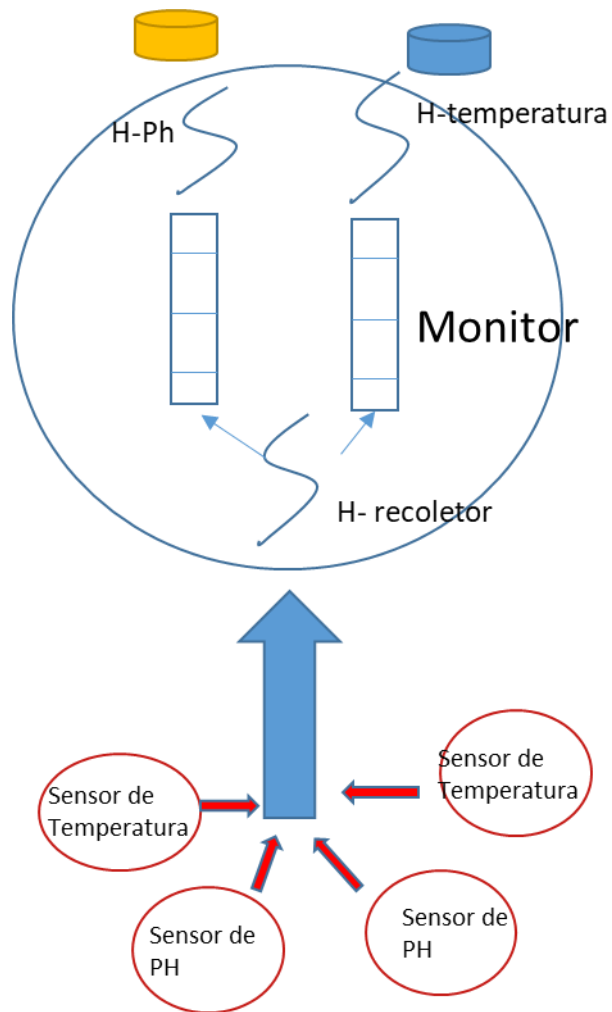 H-Ph
H-temperatura
Monitor
H- recoletor
Sensor de
Temperatura
Sensor de
Temperatura
Sensor de
PH
Sensor de
PH